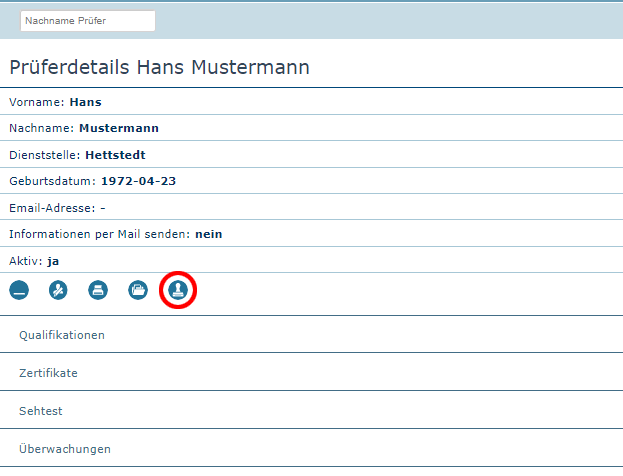 Nachname Prüfer
Prüferdetails Hans Mustermann
Vorname: Hans
Nachname: Mustermann
Dienststelle: Hettstedt
Geburtsdatum: 1972-04-23
Email-Adresse: -
Informationen per Mail senden: nein
Aktiv: ja
Qualifikationen
Zertifikate
Sehtest
Überwachungen